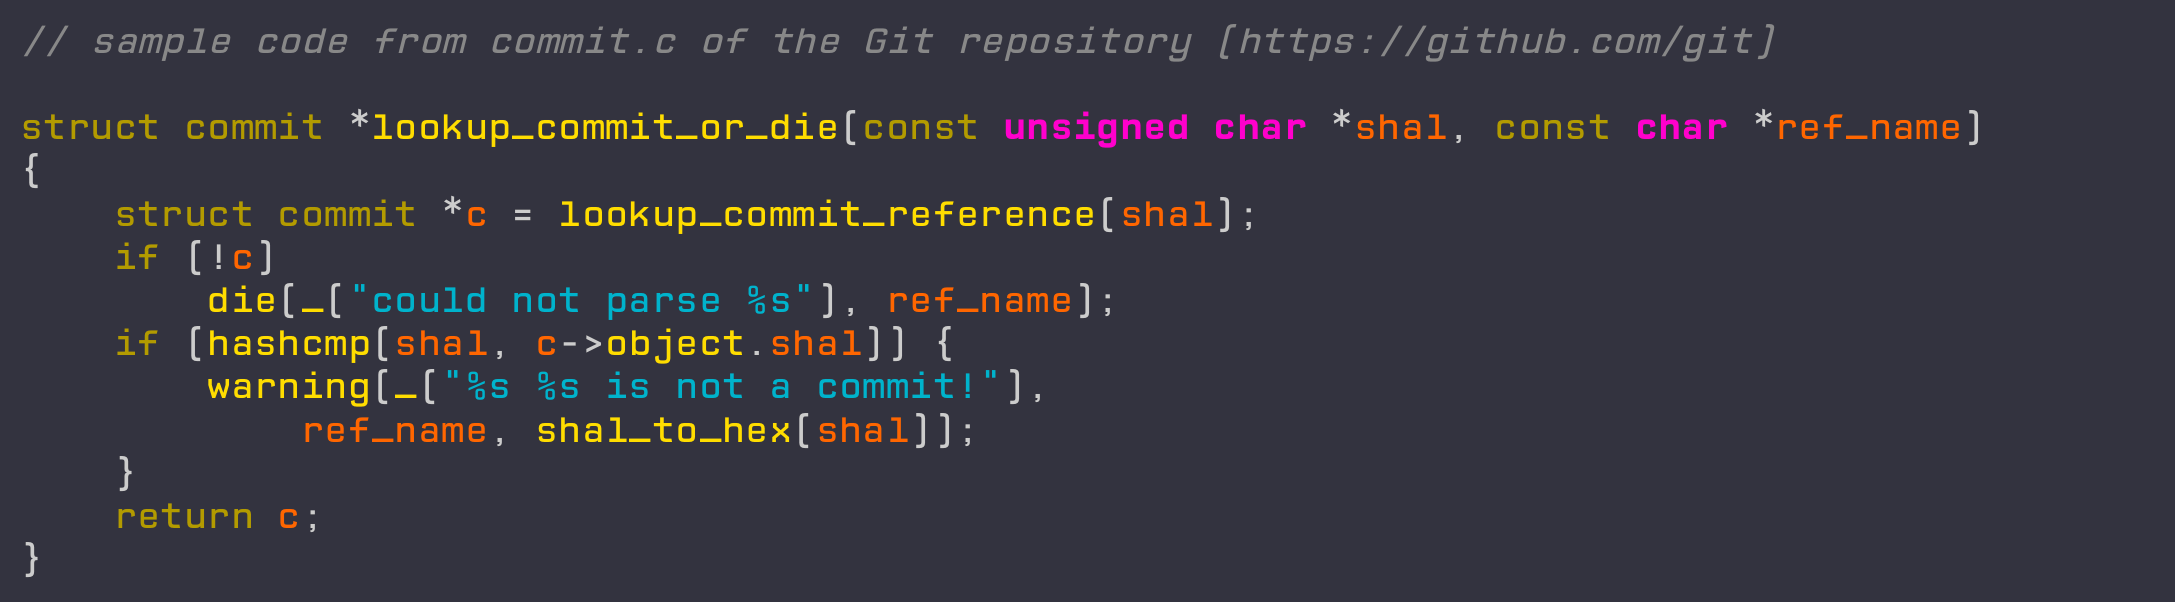 // sample code from commit.c of the Git repository (https://github.com/git)
struct commit *lookup_commit_or_die(const unsigned char *sha1, const char *ref_name)
{
struct commit *c = lookup_commit_reference(sha1);
if (!c)
die(_("could not parse %s"), ref_name);
if (hashcmp(sha1, c->object.sha1)) {
warning(_("%s %s is not a commit!"),
ref_name, sha1_to_hex(sha1));
}
return c;
}